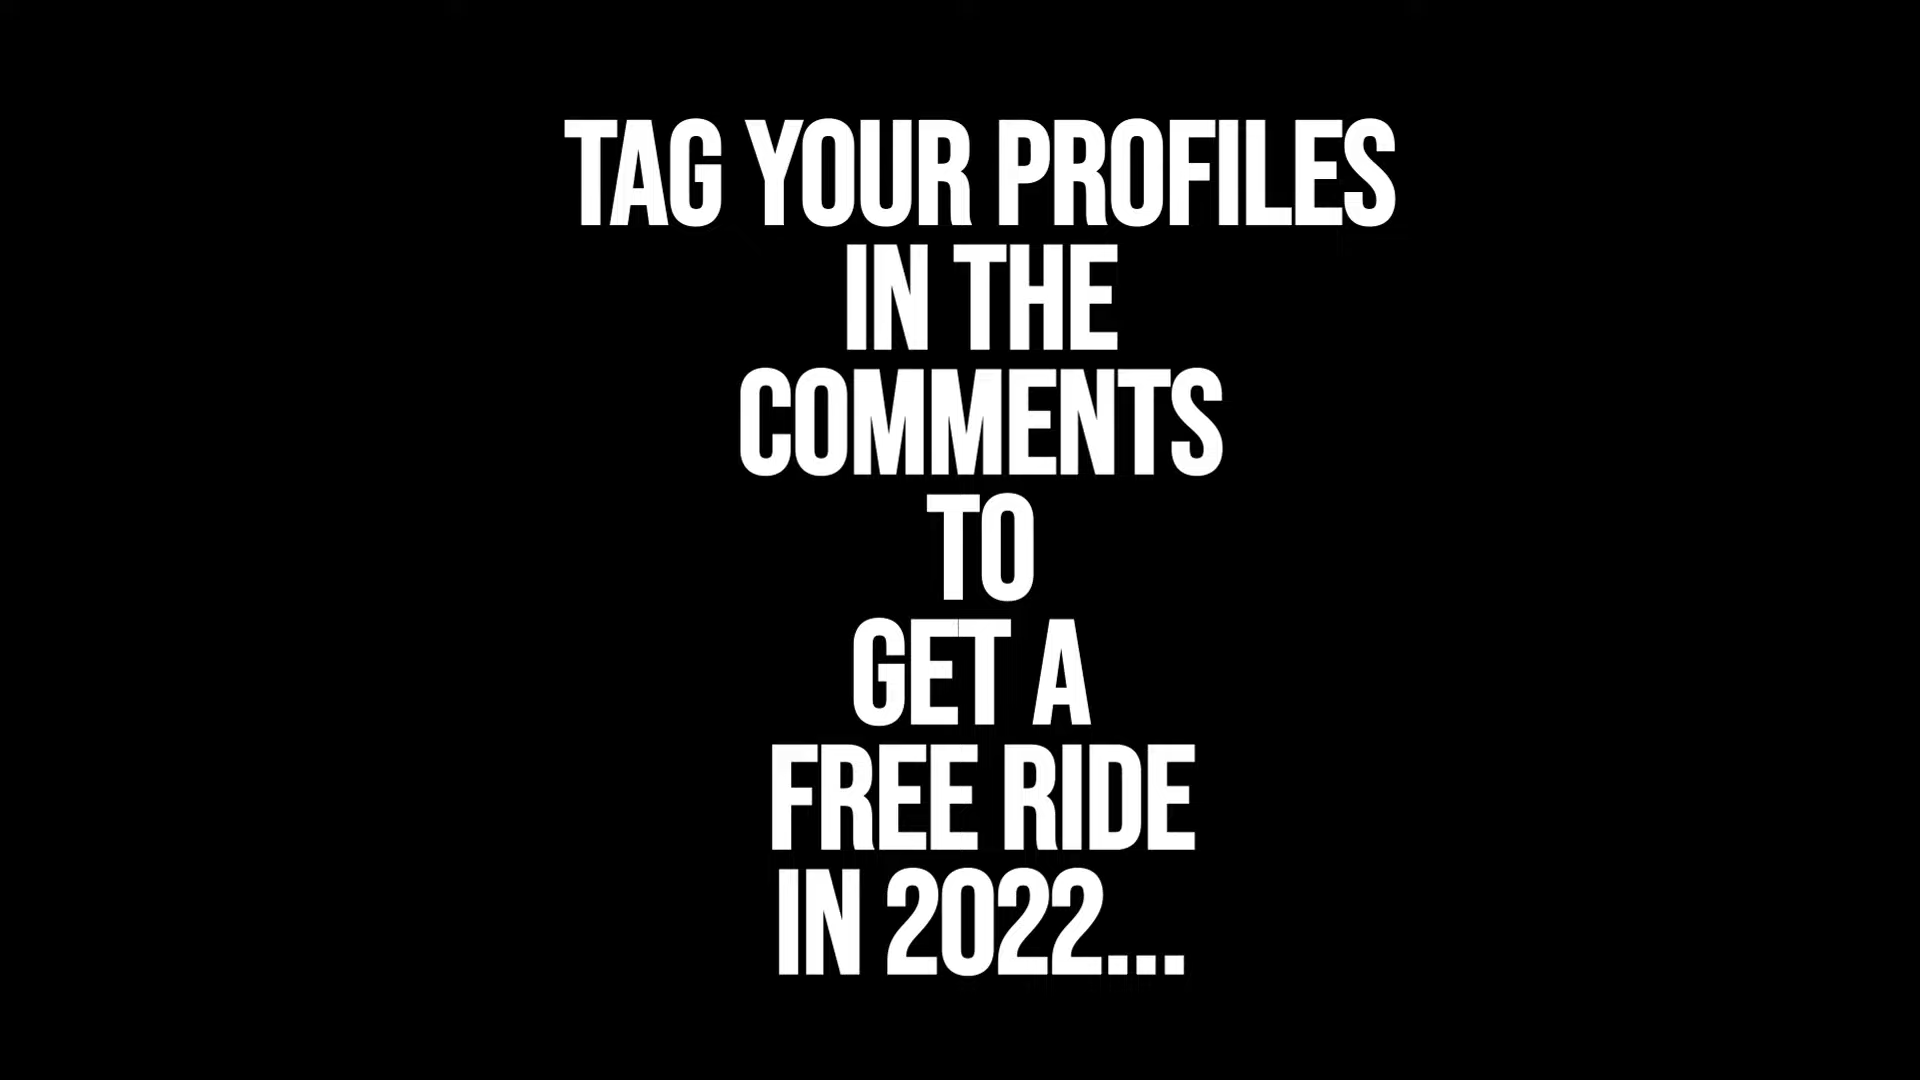 TAG YOUR PROFILES
IN THE
COMMENTS
TO
GET A
FREE RIDE
IN 2022...